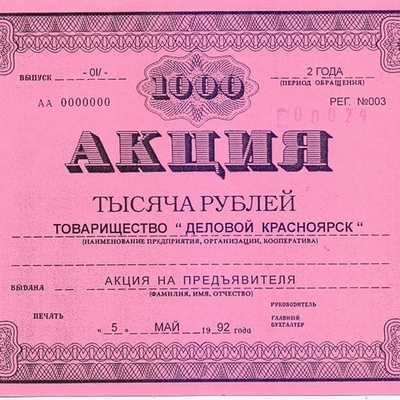 1000
ВЫПУСК -01-
2 ГОДА
(ПЕРИОД ОБРАЩЕНИЯ)
АА 0000000
РЕГ. №003
000024
АКЦИЯ
ТЫСЯЧА РУБЛЕЙ
ТОВАРИЩЕСТВО " ДЕЛОВОЙ КРАСНОЯРСК "
(НАИМЕНОВАНИЕ ПРЕДПРИЯТИЯ, ОРГАНИЗАЦИИ, КООПЕРАТИВА)
ВЫДАНА АКЦИЯ НА ПРЕДЪЯВИТЕЛЯ
(ФАМИЛИЯ, ИМЯ, ОТЧЕСТВО)
РУКОВОДИТЕЛЬ
ПЕЧАТЬ
ГЛАВНЫЙ
БУХГАЛТЕР
" 5 " МАЙ 1992 года